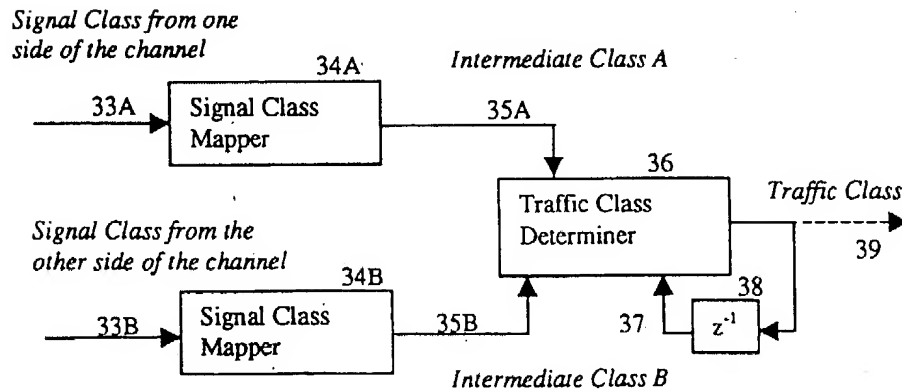 Signal Class from one
side of the channel
34A
Intermediate Class A
33A
Signal Class
Mapper
35A
36
Traffic Class
Determiner
Traffic Class
39
Signal Class from the
other side of the channel
34B
38
33B
Signal Class
Mapper
35B
37
z⁻¹
Intermediate Class B